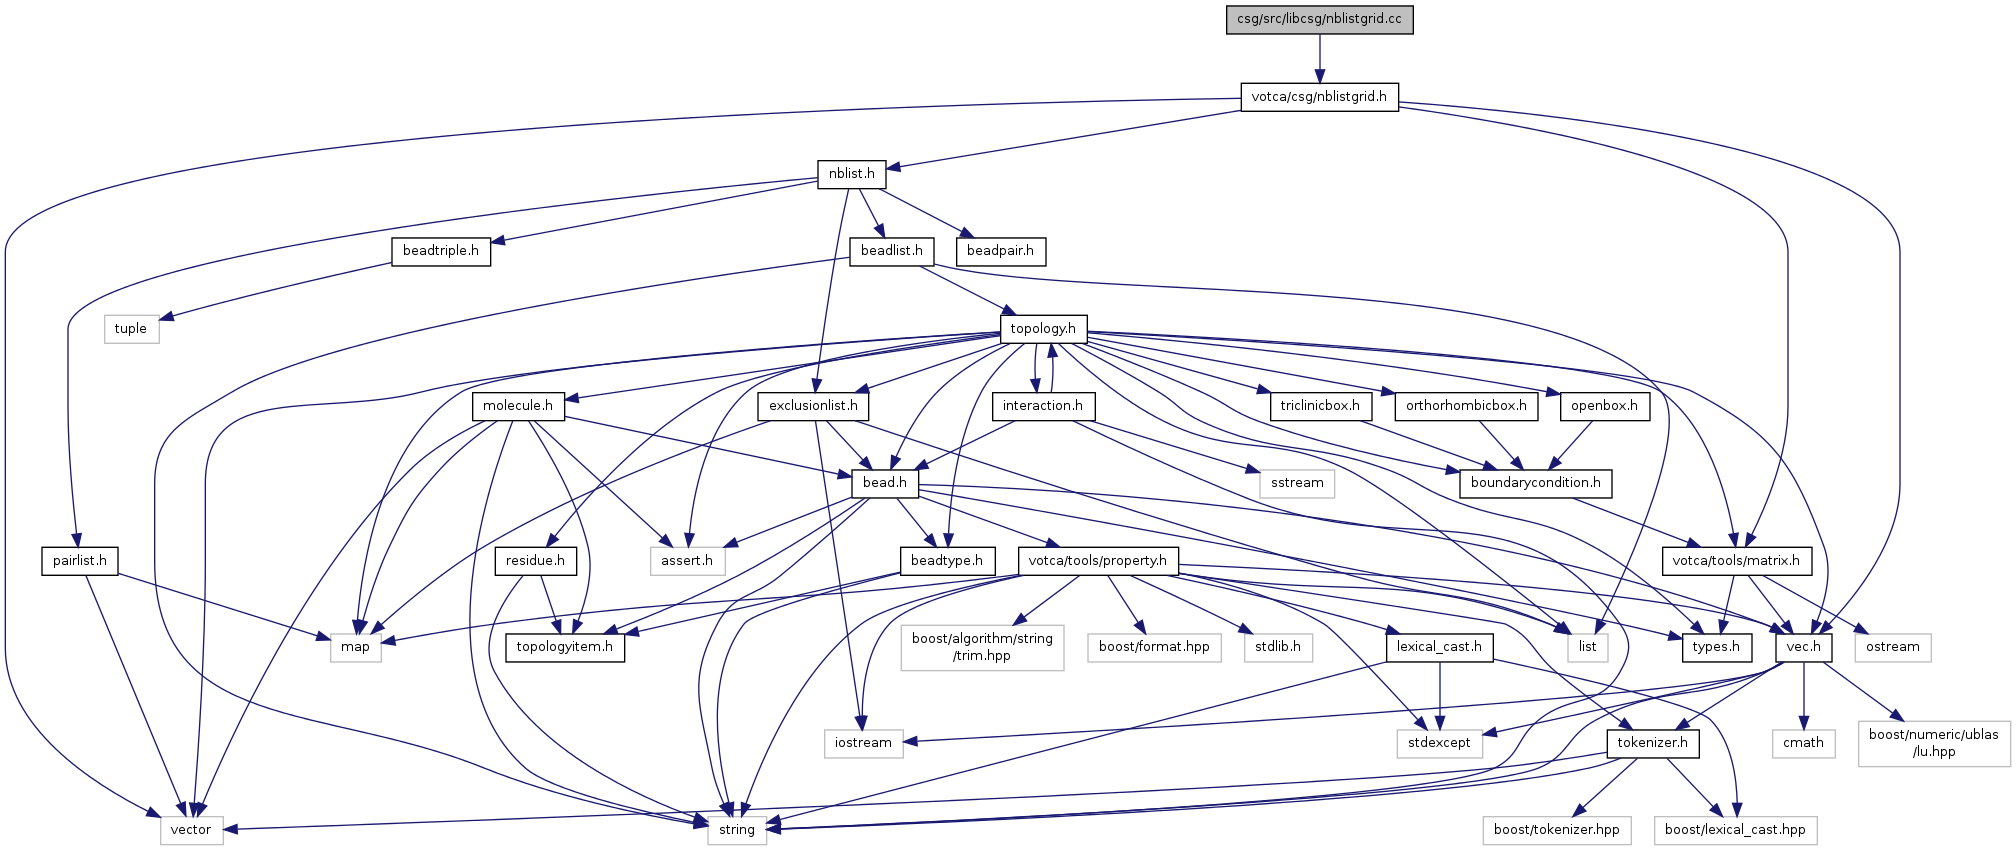 csg/src/libcsg/nblistgrid.cc
votca/csg/nblistgrid.h
nblist.h
beadtriple.h
beadlist.h
beadpair.h
tuple
topology.h
molecule.h
exclusionlist.h
interaction.h
triclinicbox.h
orthorhombicbox.h
openbox.h
bead.h
sstream
boundarycondition.h
pairlist.h
residue.h
assert.h
beadtype.h
votca/tools/property.h
votca/tools/matrix.h
map
topologyitem.h
boost/algorithm/string
/trim.hpp
boost/format.hpp
stdlib.h
lexical_cast.h
list
types.h
vec.h
ostream
iostream
stdexcept
tokenizer.h
cmath
boost/numeric/ublas
/lu.hpp
vector
string
boost/tokenizer.hpp
boost/lexical_cast.hpp